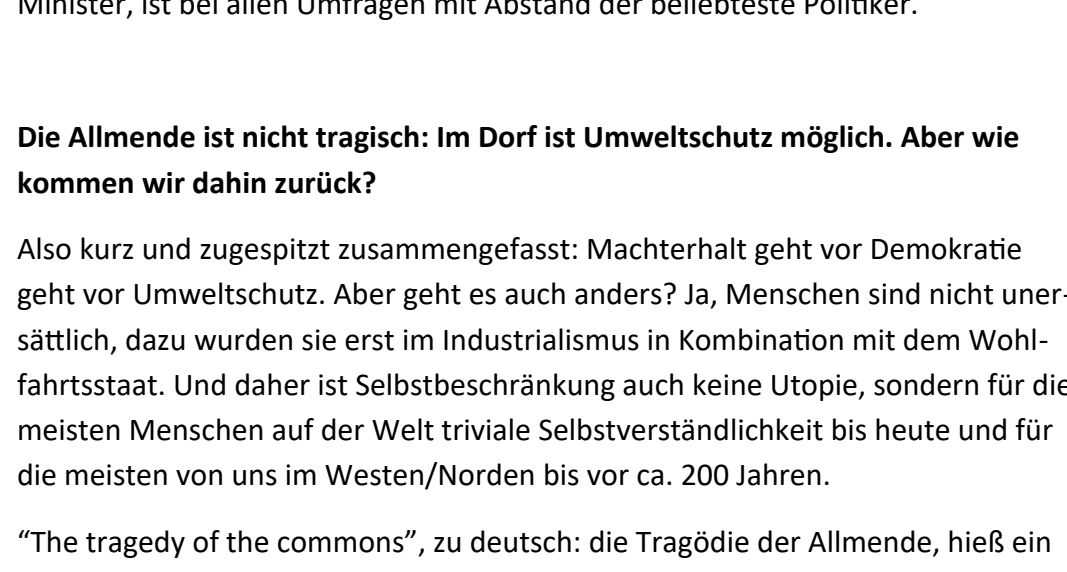 Minister, ist bei allen Umfragen mit Abstand der beliebteste Politiker.
Die Allmende ist nicht tragisch: Im Dorf ist Umweltschutz möglich. Aber wie
kommen wir dahin zurück?
Also kurz und zugespitzt zusammengefasst: Machterhalt geht vor Demokratie
geht vor Umweltschutz. Aber geht es auch anders? Ja, Menschen sind nicht uner-
sättlich, dazu wurden sie erst im Industrialismus in Kombination mit dem Wohl-
fahrtsstaat. Und daher ist Selbstbeschränkung auch keine Utopie, sondern für die
meisten Menschen auf der Welt triviale Selbstverständlichkeit bis heute und für
die meisten von uns im Westen/Norden bis vor ca. 200 Jahren.
“The tragedy of the commons”, zu deutsch: die Tragödie der Allmende, hieß ein